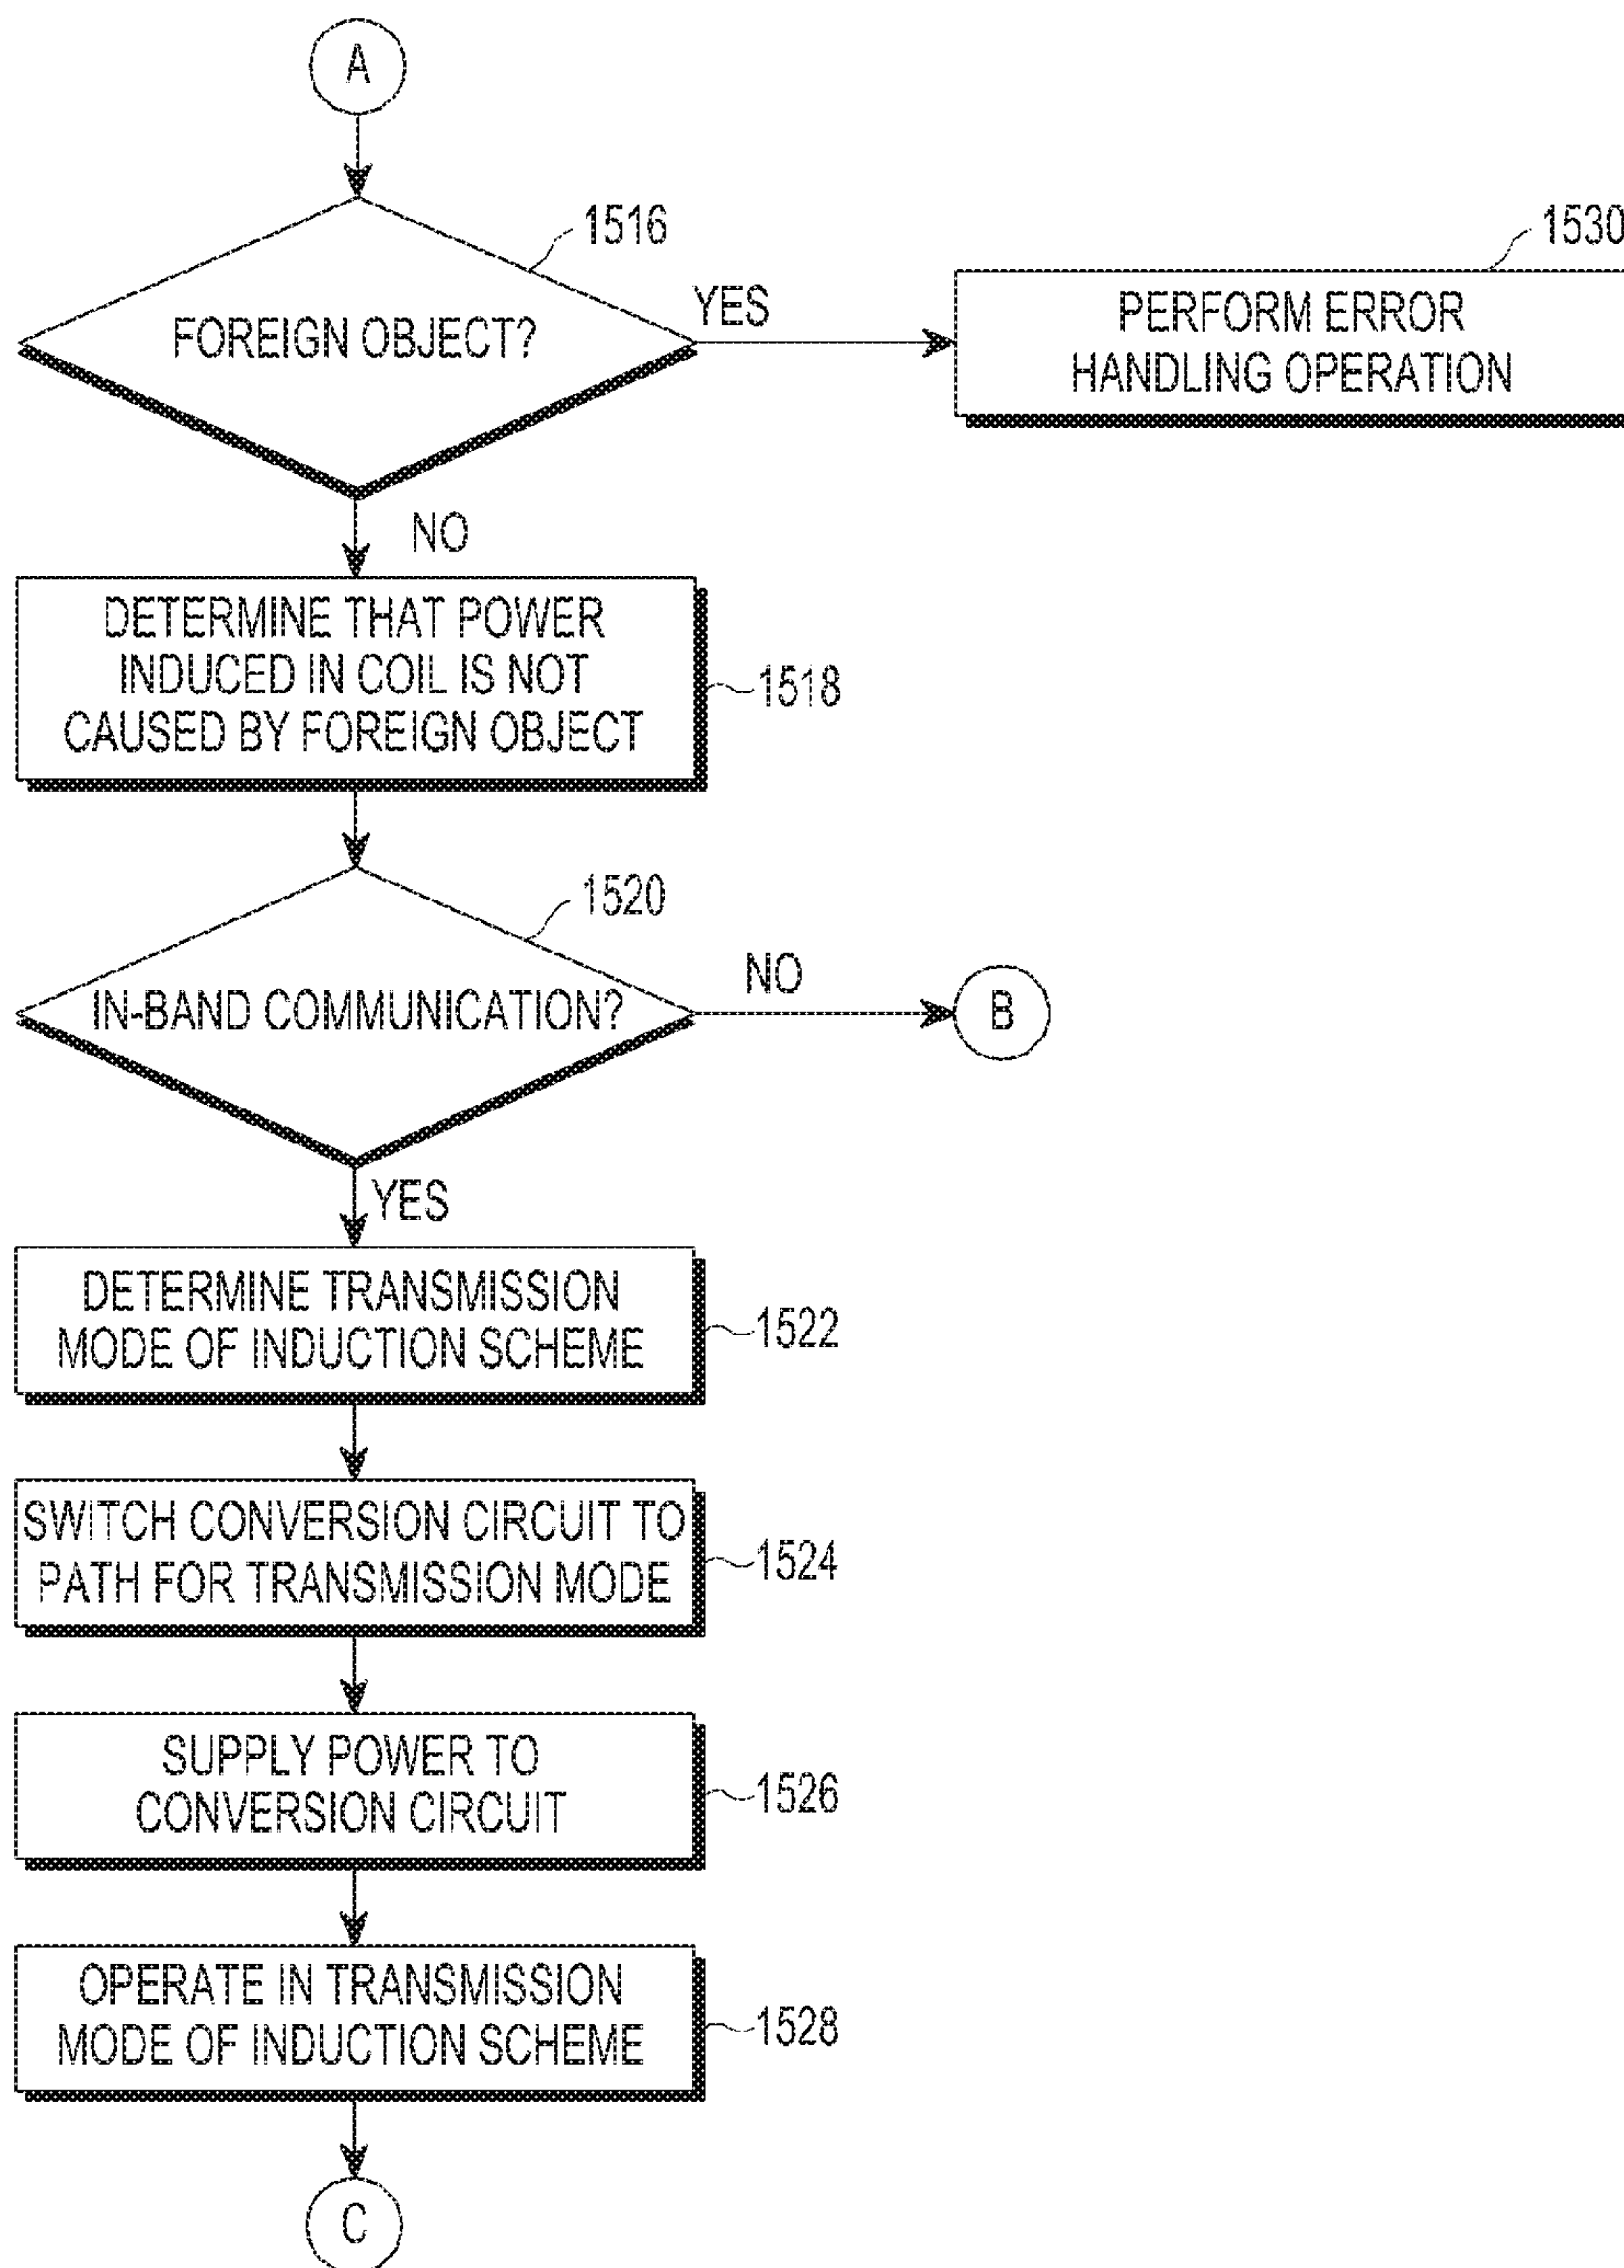 A
1516
FOREIGN OBJECT?
YES
1530
PERFORM ERROR
HANDLING OPERATION
NO
DETERMINE THAT POWER
INDUCED IN COIL IS NOT
CAUSED BY FOREIGN OBJECT
1518
1520
IN-BAND COMMUNICATION?
NO
B
YES
DETERMINE TRANSMISSION
MODE OF INDUCTION SCHEME
1522
SWITCH CONVERSION CIRCUIT TO
PATH FOR TRANSMISSION MODE
1524
SUPPLY POWER TO
CONVERSION CIRCUIT
1526
OPERATE IN TRANSMISSION
MODE OF INDUCTION SCHEME
1528
C